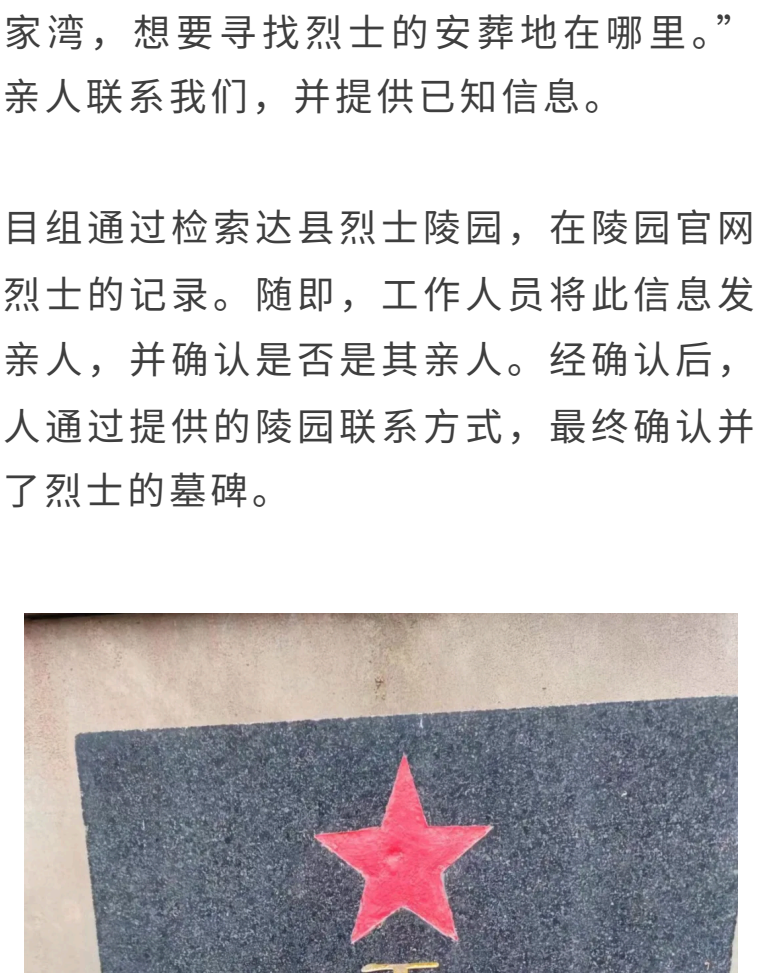 家湾，想要寻找烈士的安葬地在哪里。”
亲人联系我们，并提供已知信息。
目组通过检索达县烈士陵园，在陵园官网
烈士的记录。随即，工作人员将此信息发
亲人，并确认是否是其亲人。经确认后，
人通过提供的陵园联系方式，最终确认并
了烈士的墓碑。